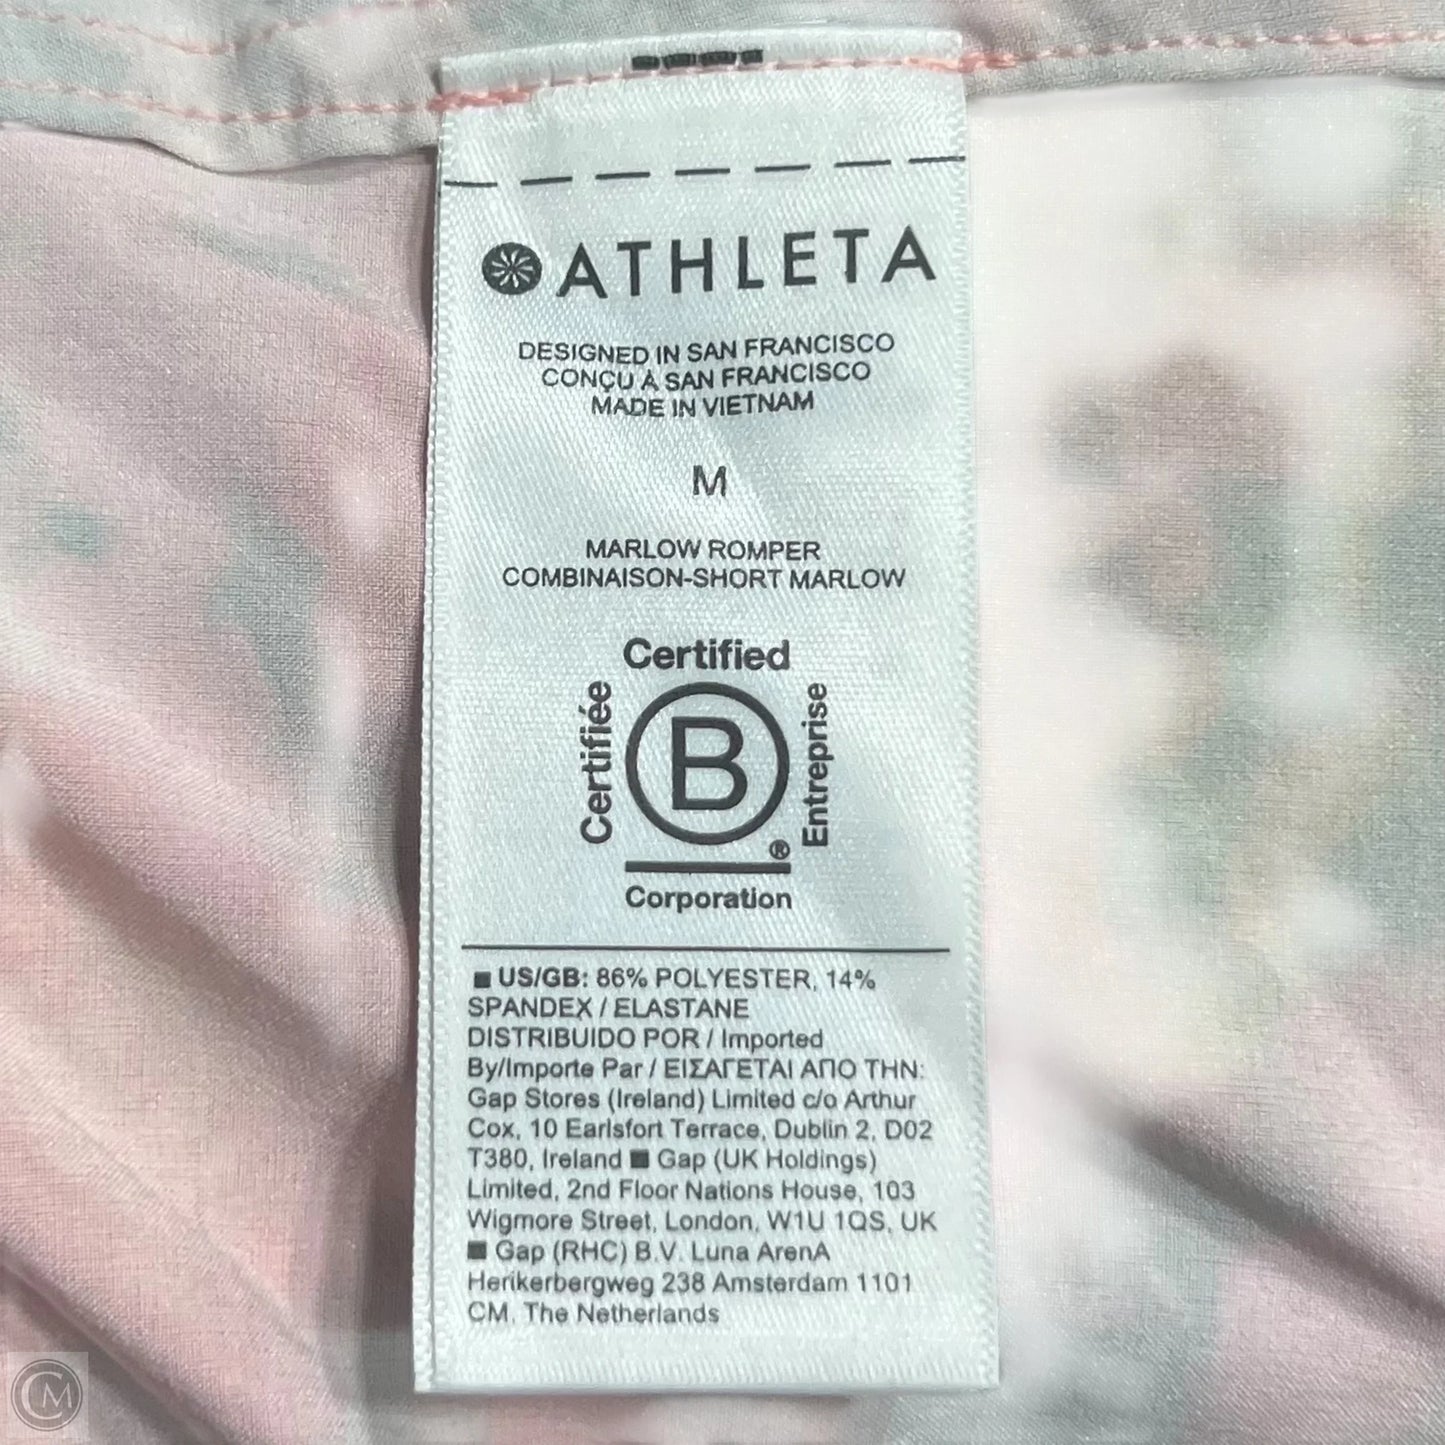 ATHLETA
DESIGNED IN SAN FRANCISCO
CONÇU À SAN FRANCISCO
MADE IN VIETNAM
M
MARLOW ROMPER
COMBINAISON-SHORT MARLOW
Certified
Certifiée
B
Entreprise
®
Corporation
■ US/GB: 86% POLYESTER, 14%
SPANDEX / ELASTANE
DISTRIBUIDO POR / Imported
By/Importe Par / ΕΙΣΑΓΕΤΑΙ ΑΠΟ ΤΗΝ:
Gap Stores (Ireland) Limited c/o Arthur
Cox, 10 Earlsfort Terrace, Dublin 2, D02
T380, Ireland ■ Gap (UK Holdings)
Limited, 2nd Floor Nations House, 103
Wigmore Street, London, W1U 1QS, UK
■ Gap (RHC) B.V. Luna ArenA
Herikerbergweg 238 Amsterdam 1101
CM, The Netherlands
CM